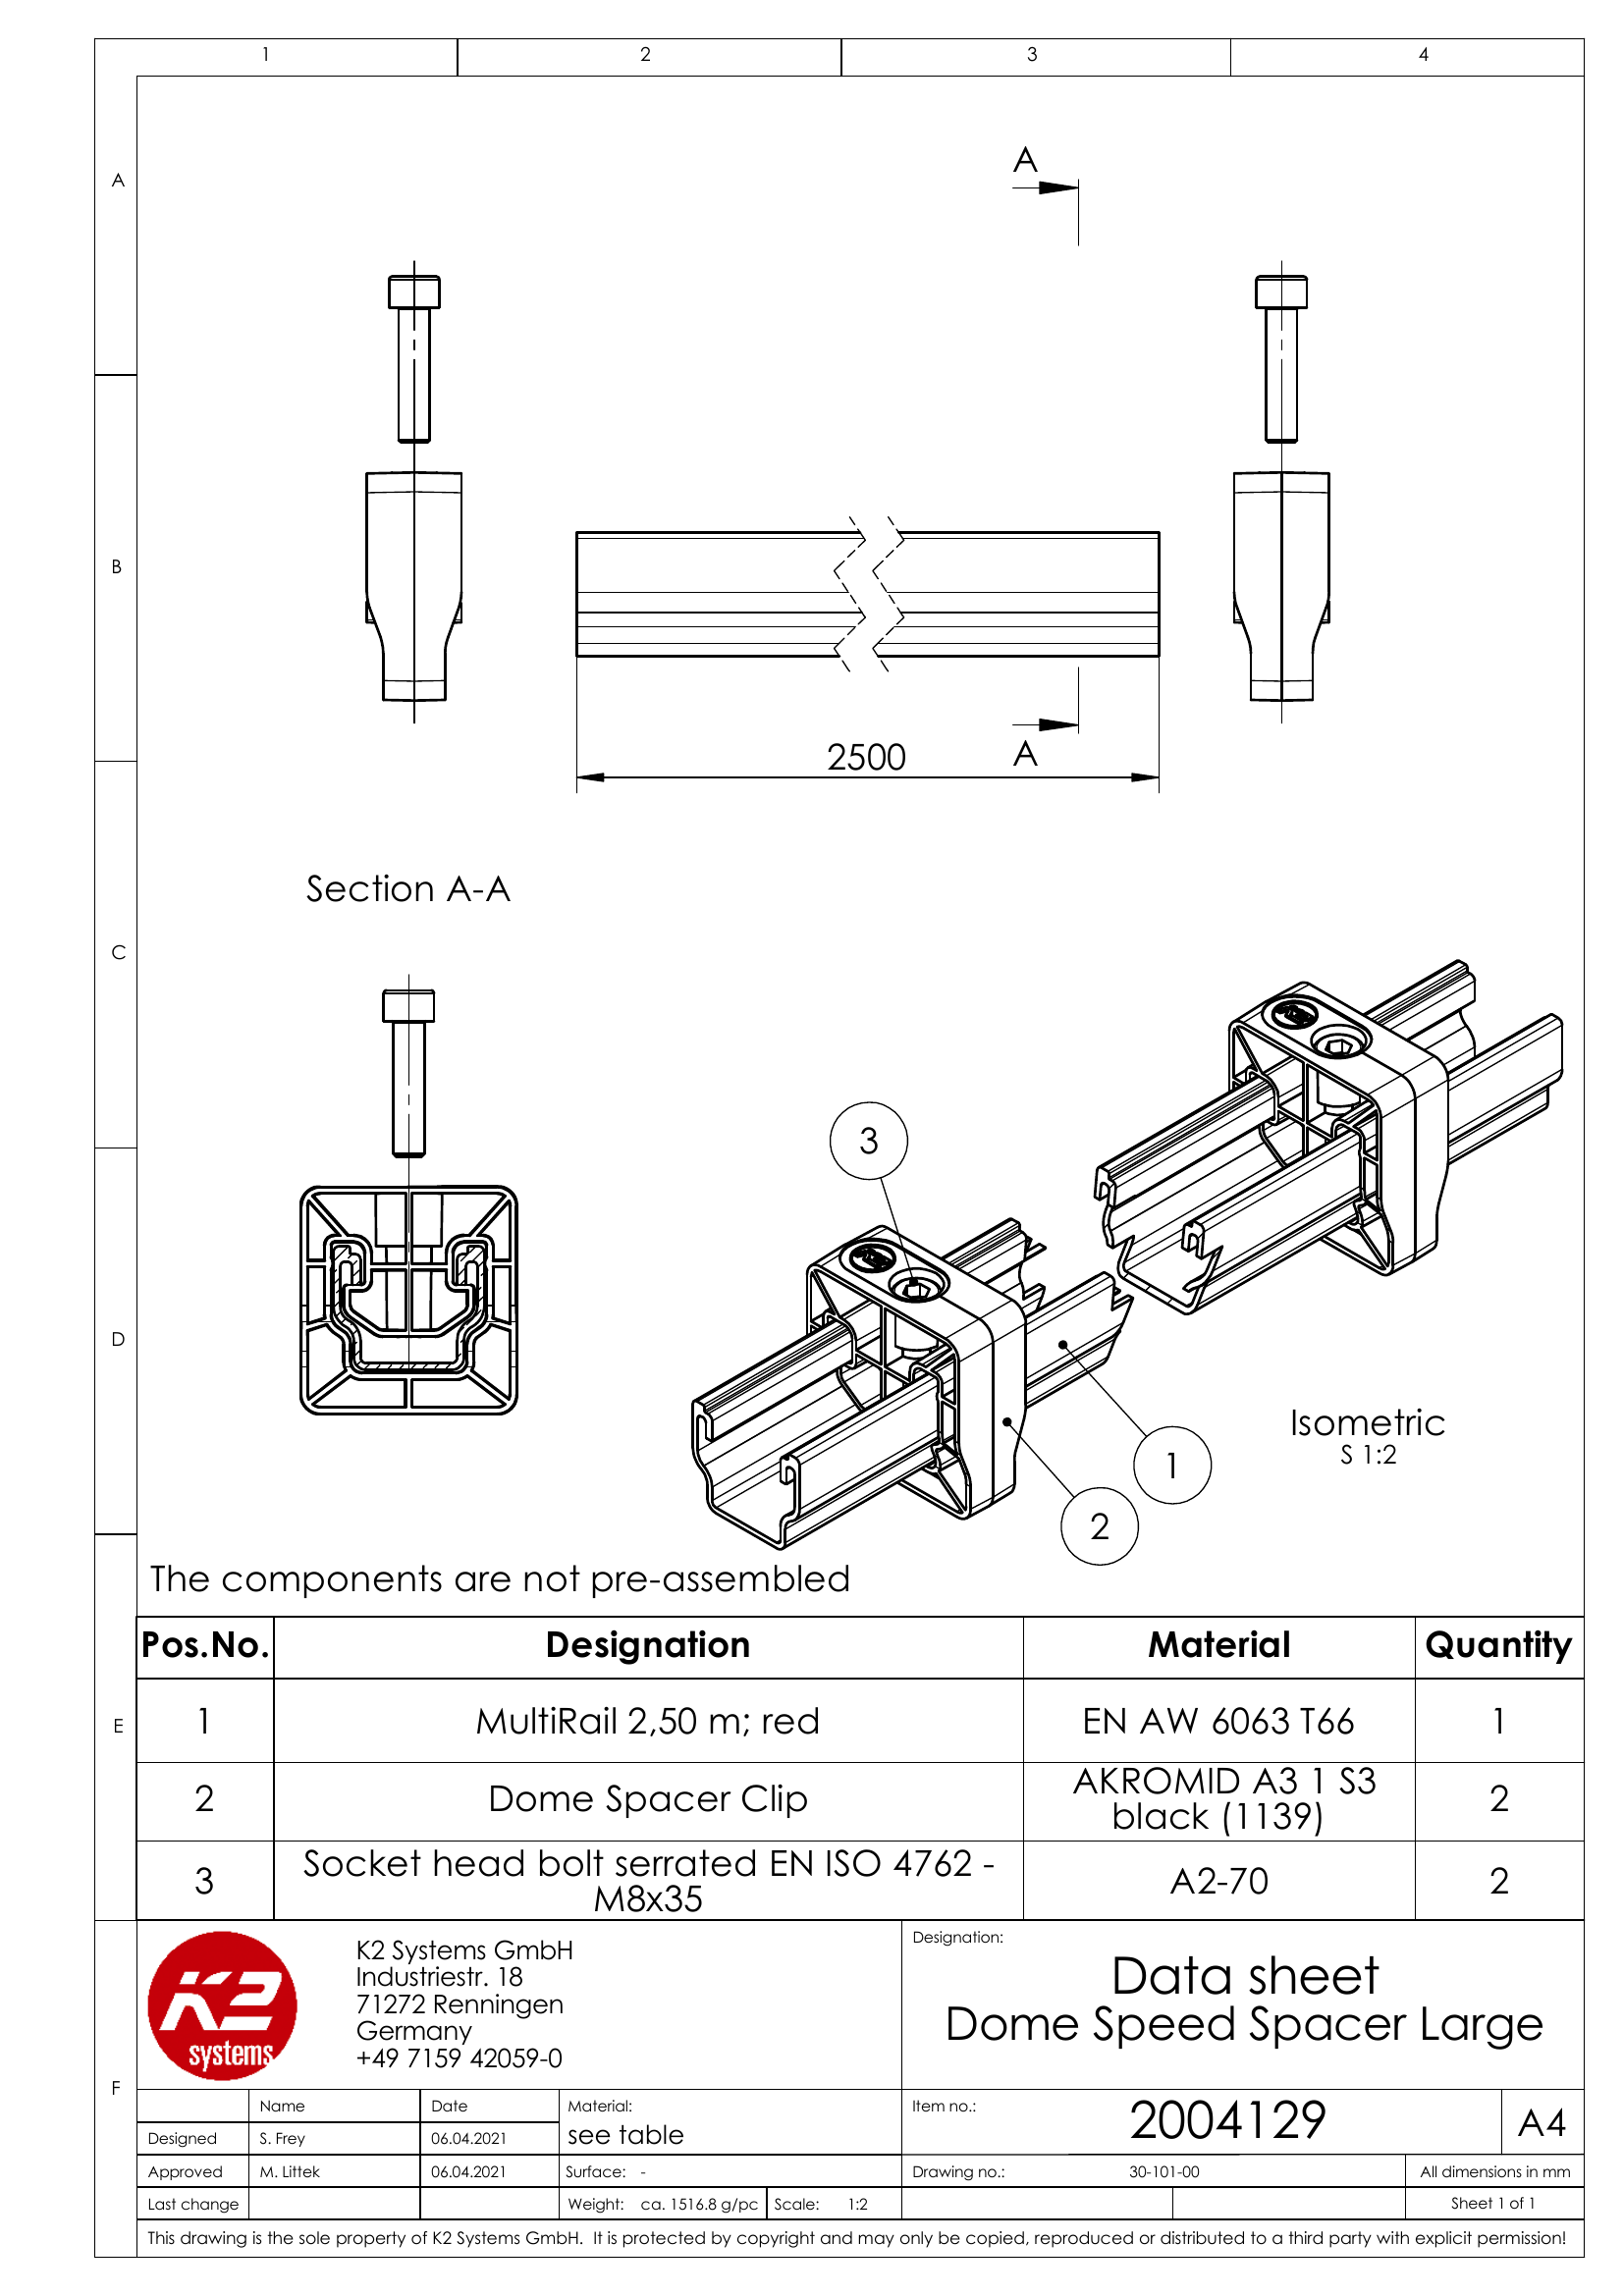 1 2 3 4
A
B
C
D
E
F
A
A
2500
Section A-A
3
1
2
Isometric
S 1:2
The components are not pre-assembled
Pos.No. Designation Material Quantity
1 MultiRail 2,50 m; red EN AW 6063 T66 1
2 Dome Spacer Clip AKROMID A3 1 S3
black (1139) 2
3 Socket head bolt serrated EN ISO 4762 -
M8x35 A2-70 2
K2
systems
K2 Systems GmbH
Industriestr. 18
71272 Renningen
Germany
+49 7159 42059-0
Designation:
Data sheet
Dome Speed Spacer Large
Name Date
Designed S. Frey 06.04.2021
Approved M. Littek 06.04.2021
Last change
Material:
see table
Surface: -
Weight: ca. 1516.8 g/pc Scale: 1:2
Item no.: 2004129 A4
Drawing no.: 30-101-00 All dimensions in mm
Sheet 1 of 1
This drawing is the sole property of K2 Systems GmbH. It is protected by copyright and may only be copied, reproduced or distributed to a third party with explicit permission!